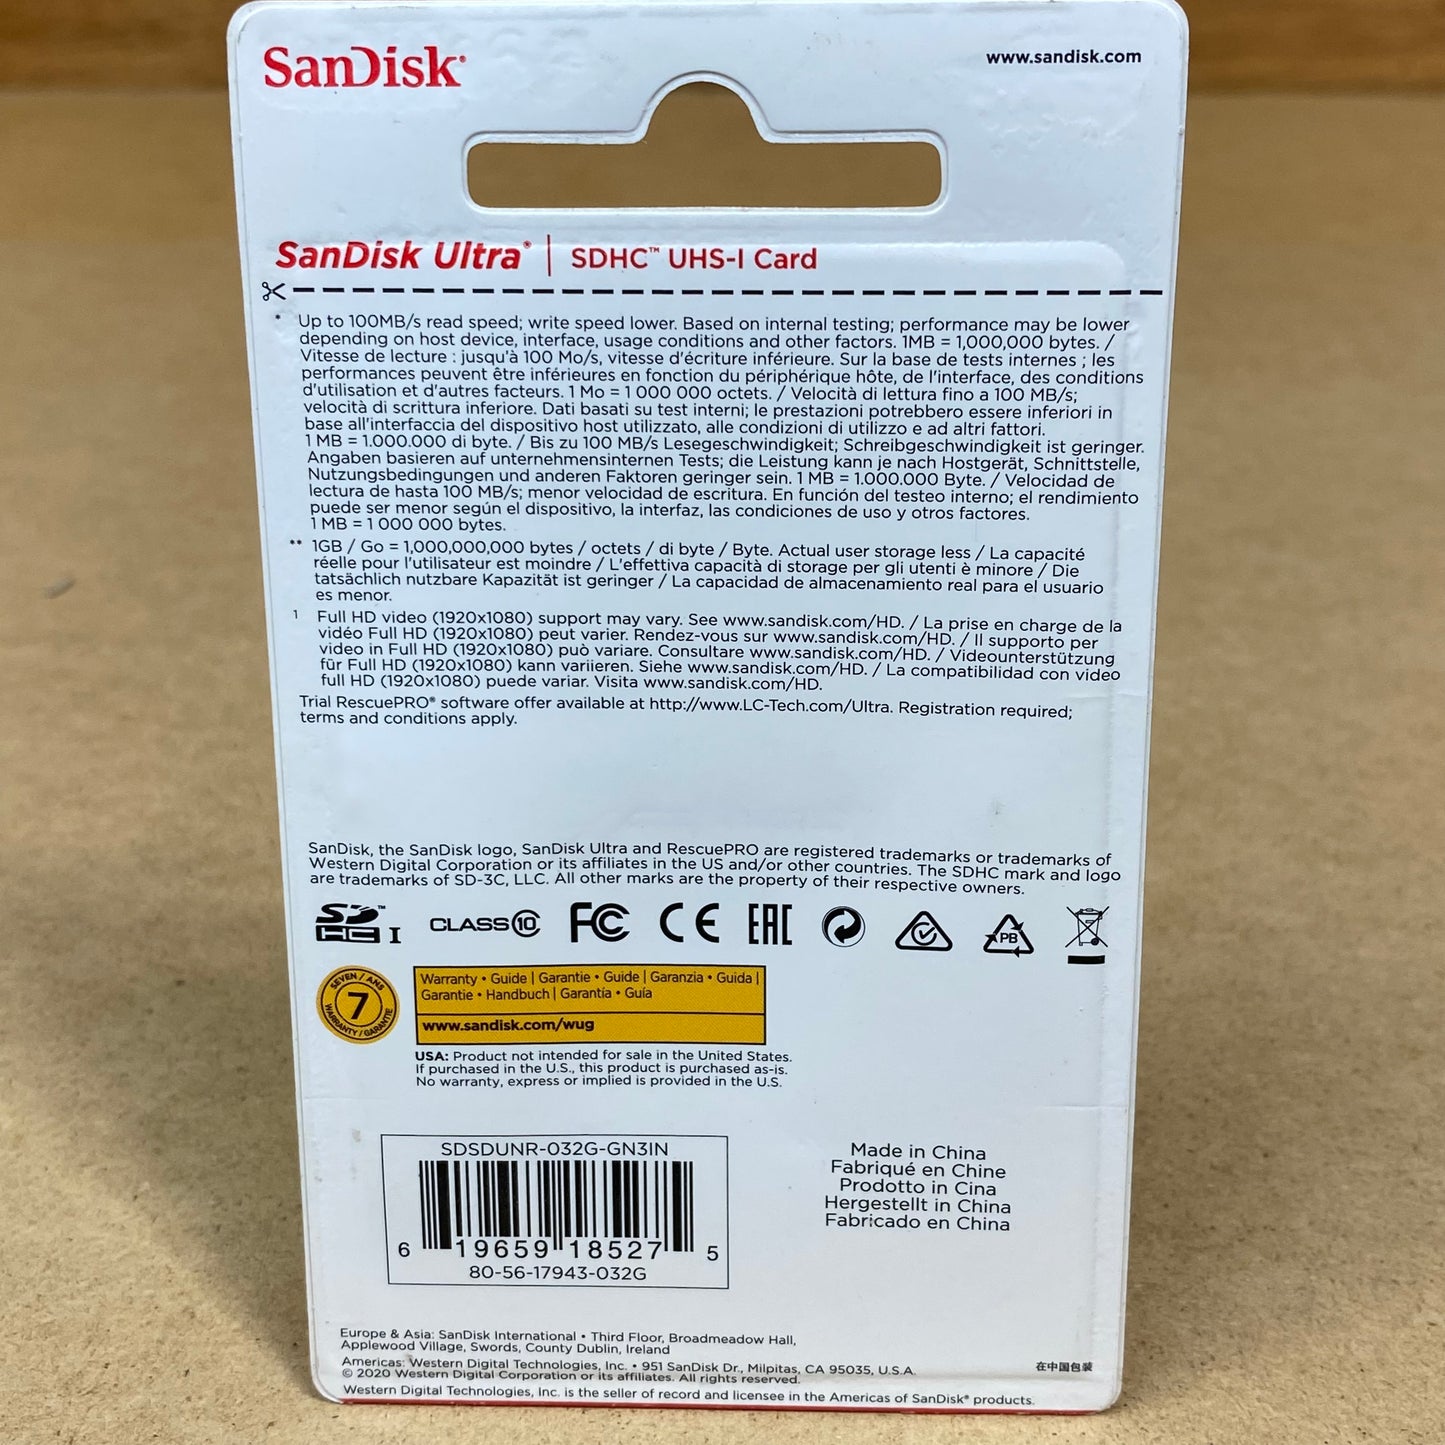 SanDisk®
www.sandisk.com
SanDisk Ultra® | SDHC™ UHS-I Card
* Up to 100MB/s read speed; write speed lower. Based on internal testing; performance may be lower
depending on host device, interface, usage conditions and other factors. 1MB = 1,000,000 bytes. /
Vitesse de lecture : jusqu'à 100 Mo/s, vitesse d'écriture inférieure. Sur la base de tests internes ; les
performances peuvent être inférieures en fonction du périphérique hôte, de l'interface, des conditions
d'utilisation et d'autres facteurs. 1 Mo = 1 000 000 octets. / Velocità di lettura fino a 100 MB/s;
velocità di scrittura inferiore. Dati basati su test interni; le prestazioni potrebbero essere inferiori in
base all'interfaccia del dispositivo host utilizzato, alle condizioni di utilizzo e ad altri fattori.
1 MB = 1.000.000 di byte. / Bis zu 100 MB/s Lesegeschwindigkeit; Schreibgeschwindigkeit ist geringer.
Angaben basieren auf unternehmensinternen Tests; die Leistung kann je nach Hostgerät, Schnittstelle,
Nutzungsbedingungen und anderen Faktoren geringer sein. 1 MB = 1.000.000 Byte. / Velocidad de
lectura de hasta 100 MB/s; menor velocidad de escritura. En función del testeo interno; el rendimiento
puede ser menor según el dispositivo, la interfaz, las condiciones de uso y otros factores.
1 MB = 1 000 000 bytes.
** 1GB / Go = 1,000,000,000 bytes / octets / di byte / Byte. Actual user storage less / La capacité
réelle pour l'utilisateur est moindre / L'effettiva capacità di storage per gli utenti è minore / Die
tatsächlich nutzbare Kapazität ist geringer / La capacidad de almacenamiento real para el usuario
es menor.
1 Full HD video (1920x1080) support may vary. See www.sandisk.com/HD. / La prise en charge de la
vidéo Full HD (1920x1080) peut varier. Rendez-vous sur www.sandisk.com/HD. / Il supporto per
video in Full HD (1920x1080) può variare. Consultare www.sandisk.com/HD. / Videounterstützung
für Full HD (1920x1080) kann variieren. Siehe www.sandisk.com/HD. / La compatibilidad con video
full HD (1920x1080) puede variar. Visita www.sandisk.com/HD.
Trial RescuePRO® software offer available at http://www.LC-Tech.com/Ultra. Registration required;
terms and conditions apply.
SanDisk, the SanDisk logo, SanDisk Ultra and RescuePRO are registered trademarks or trademarks of
Western Digital Corporation or its affiliates in the US and/or other countries. The SDHC mark and logo
are trademarks of SD-3C, LLC. All other marks are the property of their respective owners.
SD HC I ™ CLASS 10 FC CE EAC PB
SEVEN / ANS 7 WARRANTY / GARANTIE
Warranty • Guide | Garantie • Guide | Garanzia • Guida |
Garantie • Handbuch | Garantía • Guía
www.sandisk.com/wug
USA: Product not intended for sale in the United States.
If purchased in the U.S., this product is purchased as-is.
No warranty, express or implied is provided in the U.S.
SDSDUNR-032G-GN3IN
6 19659 18527 5
80-56-17943-032G
Made in China
Fabriqué en Chine
Prodotto in Cina
Hergestellt in China
Fabricado en China
Europe & Asia: SanDisk International • Third Floor, Broadmeadow Hall,
Applewood Village, Swords, County Dublin, Ireland
Americas: Western Digital Technologies, Inc. • 951 SanDisk Dr., Milpitas, CA 95035, U.S.A.
© 2020 Western Digital Corporation or its affiliates. All rights reserved.
Western Digital Technologies, Inc. is the seller of record and licensee in the Americas of SanDisk® products.
在中国包装